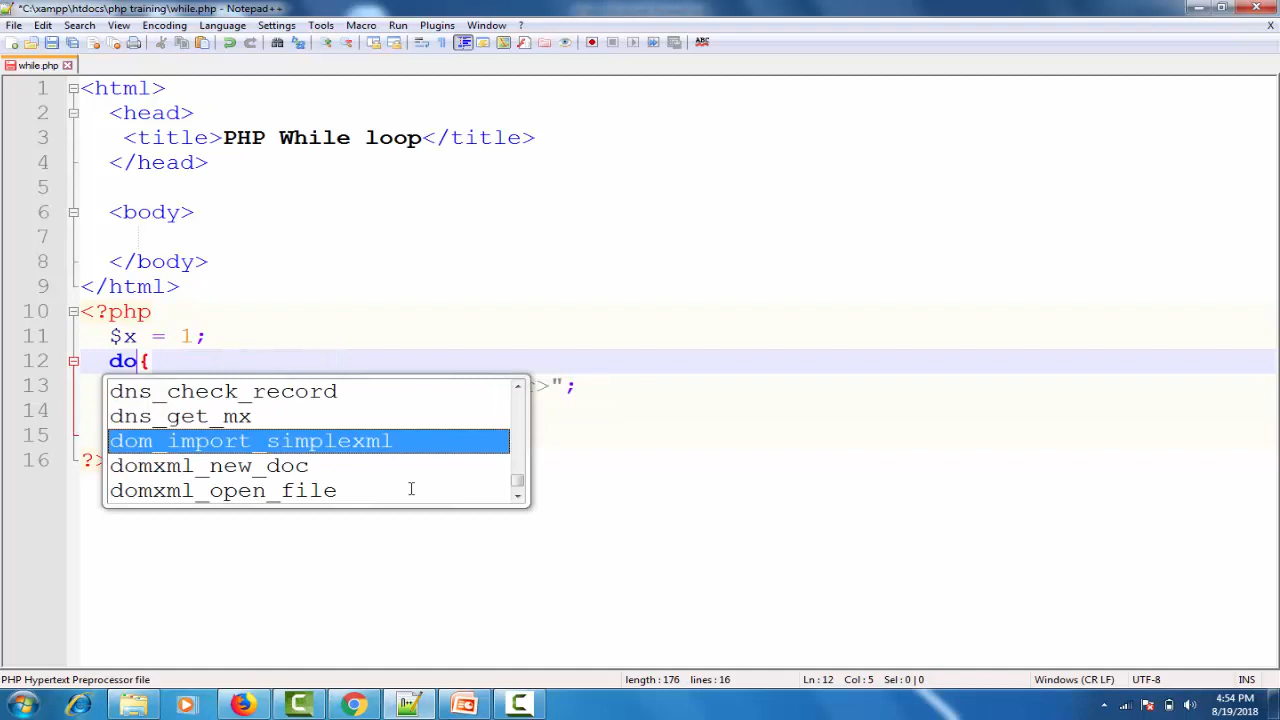 *C:\xampp\htdocs\php training\while.php - Notepad++
File Edit Search View Encoding Language Settings Tools Macro Run Plugins Window ? X
while.php
1 <html>
2 <head>
3 <title>PHP While loop</title>
4 </head>
5
6 <body>
7
8 </body>
9 </html>
10 <?php
11 $x = 1;
12 do{
13 >";
14
15
16 ?>
dns_check_record
dns_get_mx
dom_import_simplexml
domxml_new_doc
domxml_open_file
PHP Hypertext Preprocessor file length : 176 lines : 16 Ln : 12 Col : 5 Sel : 0 | 0 Windows (CR LF) UTF-8 INS
4:54 PM
8/19/2018